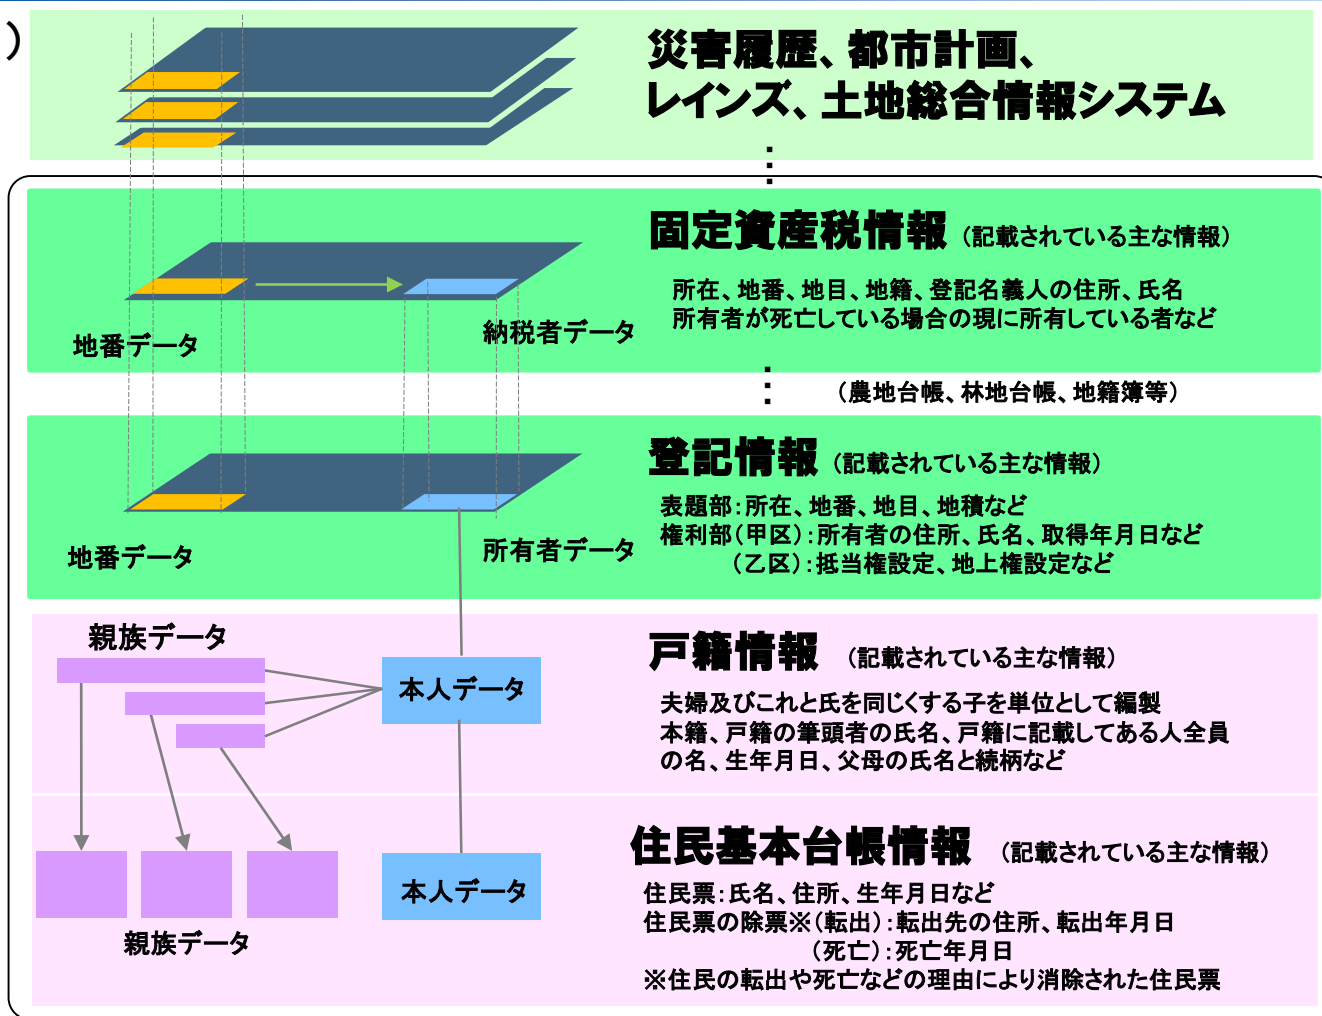 ）
災害履歴、都市計画、
レインズ、土地総合情報システム
固定資産税情報（記載されている主な情報）
所在、地番、地目、地籍、登記名義人の住所、氏名
所有者が死亡している場合の現に所有している者など
地番データ
納税者データ
（農地台帳、林地台帳、地籍簿等）
登記情報（記載されている主な情報）
表題部：所在、地番、地目、地積など
権利部（甲区）：所有者の住所、氏名、取得年月日など
（乙区）：抵当権設定、地上権設定など
地番データ
所有者データ
親族データ
本人データ
戸籍情報（記載されている主な情報）
夫婦及びこれと氏を同じくする子を単位として編製
本籍、戸籍の筆頭者の氏名、戸籍に記載してある人全員
の名、生年月日、父母の氏名と続柄など
住民基本台帳情報（記載されている主な情報）
本人データ
親族データ
住民票：氏名、住所、生年月日など
住民票の除票※（転出）：転出先の住所、転出年月日
（死亡）：死亡年月日
※住民の転出や死亡などの理由により消除された住民票